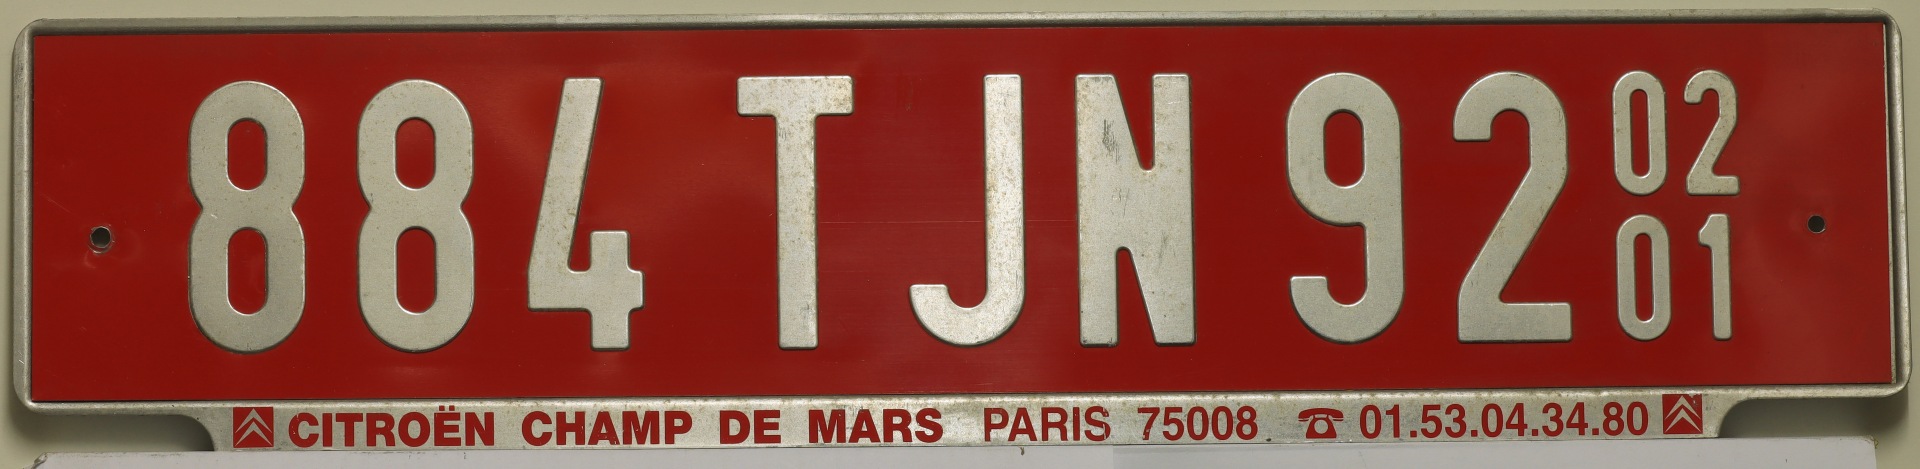 884 TJN 92 02
01
CITROËN CHAMP DE MARS PARIS 75008 ☎ 01.53.04.34.80